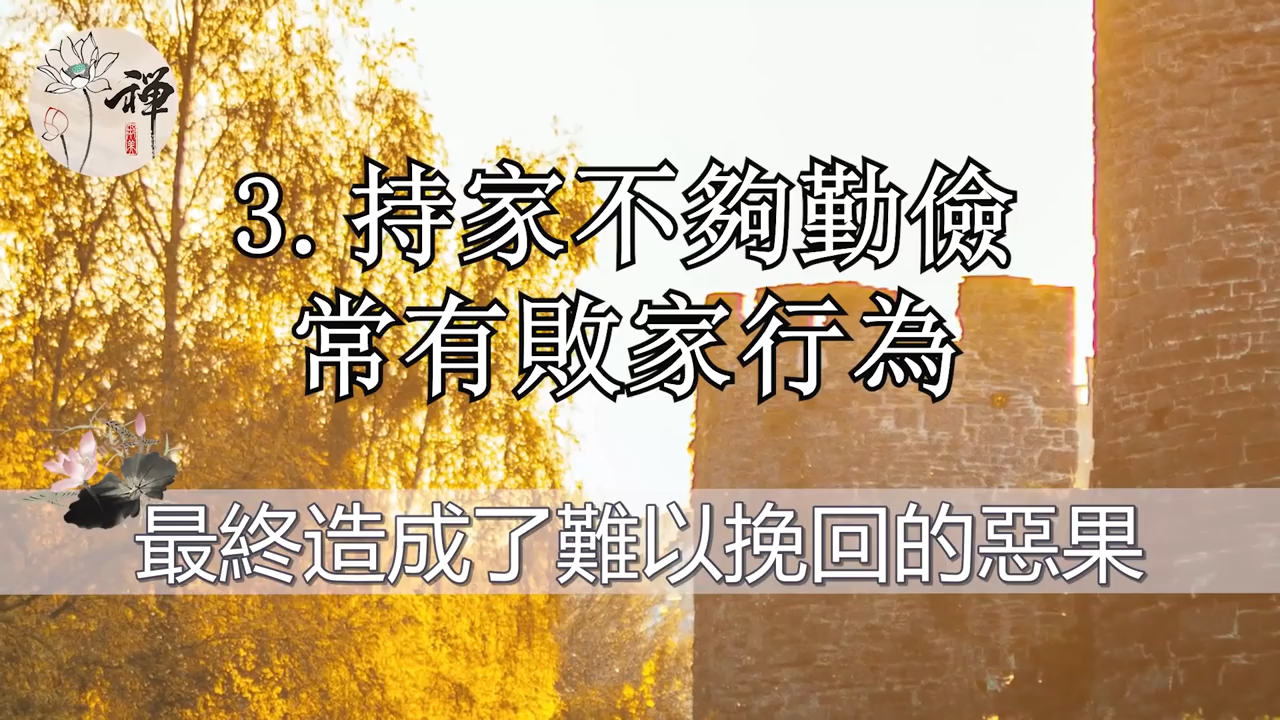 禪
3. 持家不夠勤儉
常有敗家行為
最終造成了難以挽回的惡果